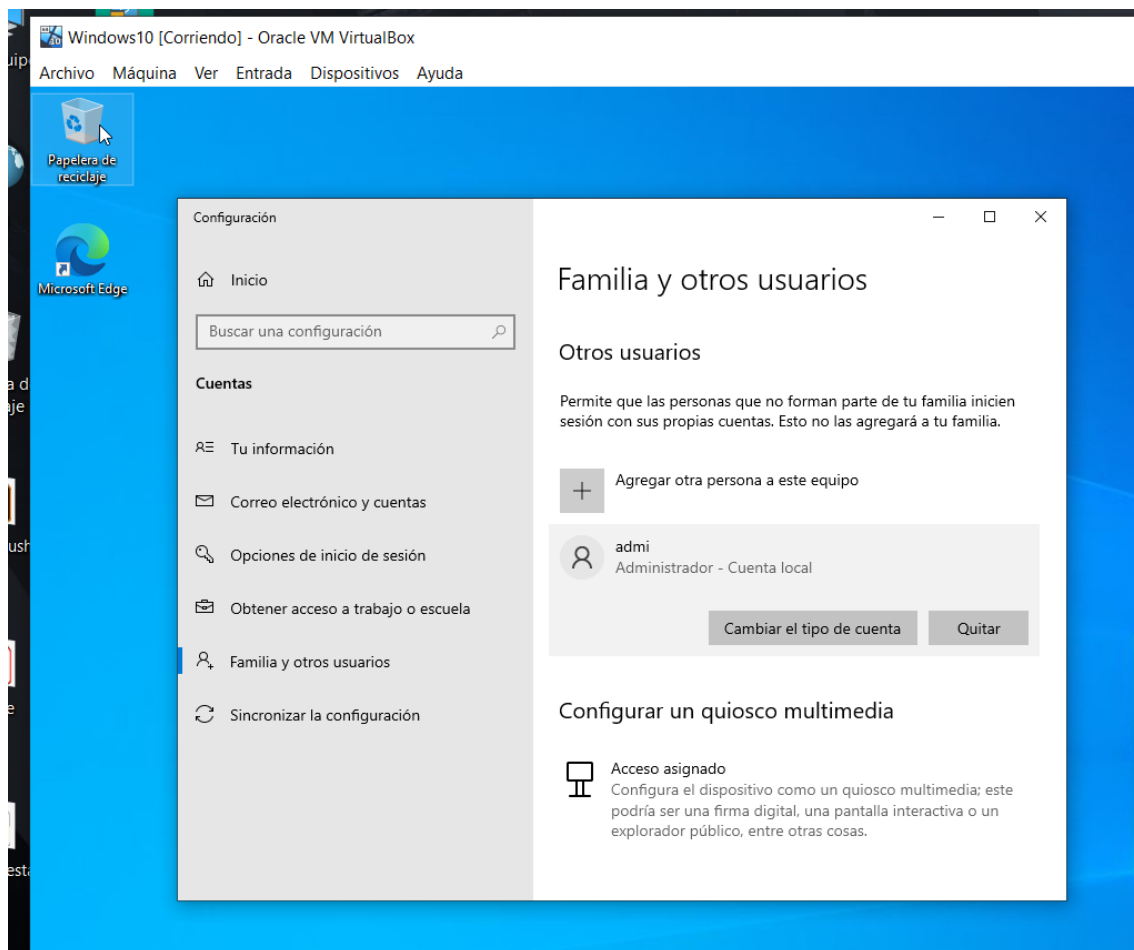 Windows10 [Corriendo] - Oracle VM VirtualBox
Archivo Máquina Ver Entrada Dispositivos Ayuda
Papelera de
reciclaje
Microsoft Edge
Configuración
Inicio
Buscar una configuración
Cuentas
Tu información
Correo electrónico y cuentas
Opciones de inicio de sesión
Obtener acceso a trabajo o escuela
Familia y otros usuarios
Sincronizar la configuración
Familia y otros usuarios
Otros usuarios
Permite que las personas que no forman parte de tu familia inicien
sesión con sus propias cuentas. Esto no las agregará a tu familia.
Agregar otra persona a este equipo
admi
Administrador - Cuenta local
Cambiar el tipo de cuenta
Quitar
Configurar un quiosco multimedia
Acceso asignado
Configura el dispositivo como un quiosco multimedia; este
podría ser una firma digital, una pantalla interactiva o un
explorador público, entre otras cosas.